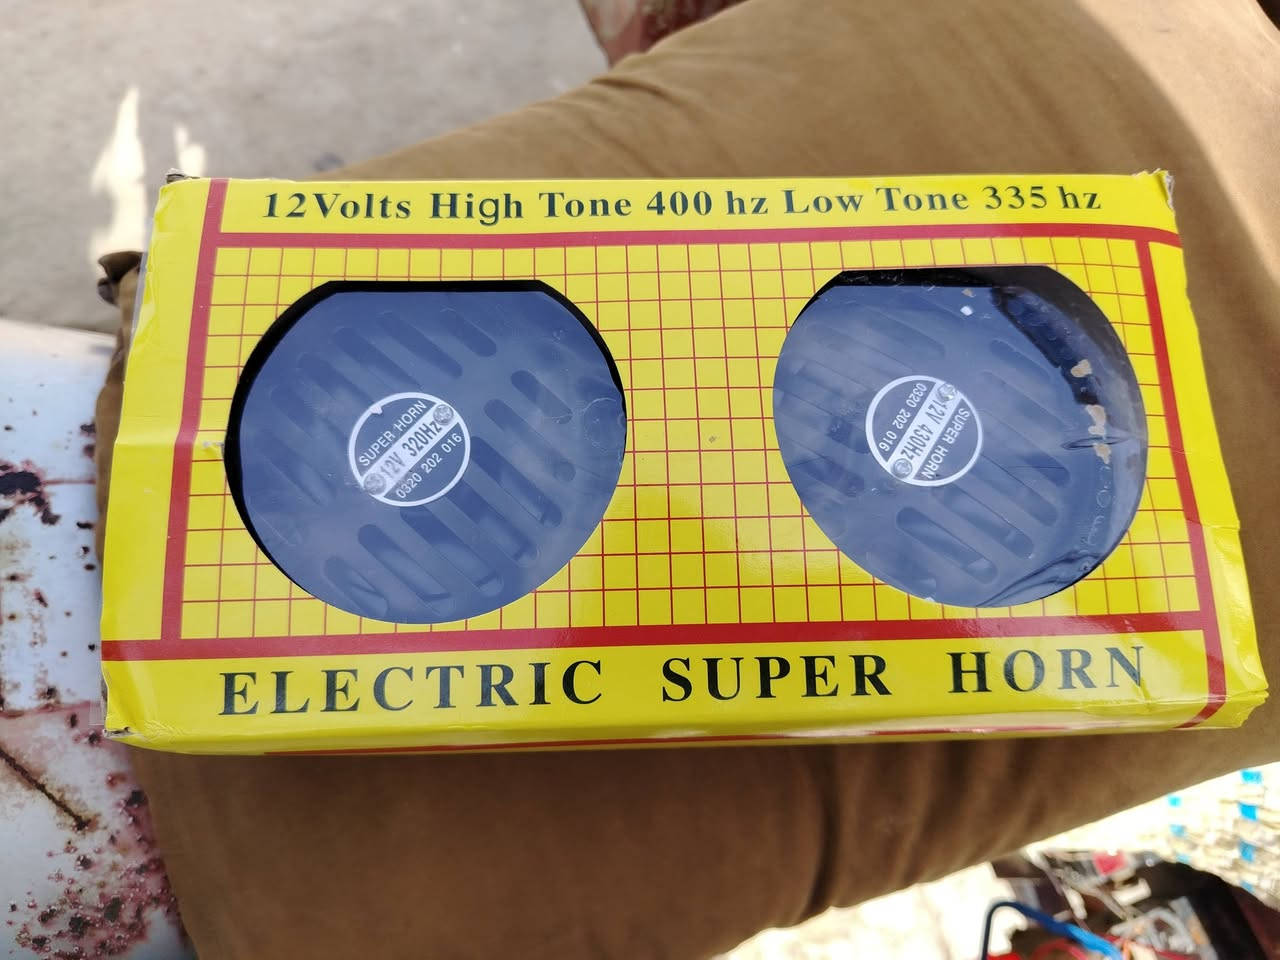 12Volts High Tone 400 hz Low Tone 335 hz
SUPER HORN
12V 320HZ
0320 202 016
SUPER HORN
12V 430HZ
0320 202 016
ELECTRIC SUPER HORN